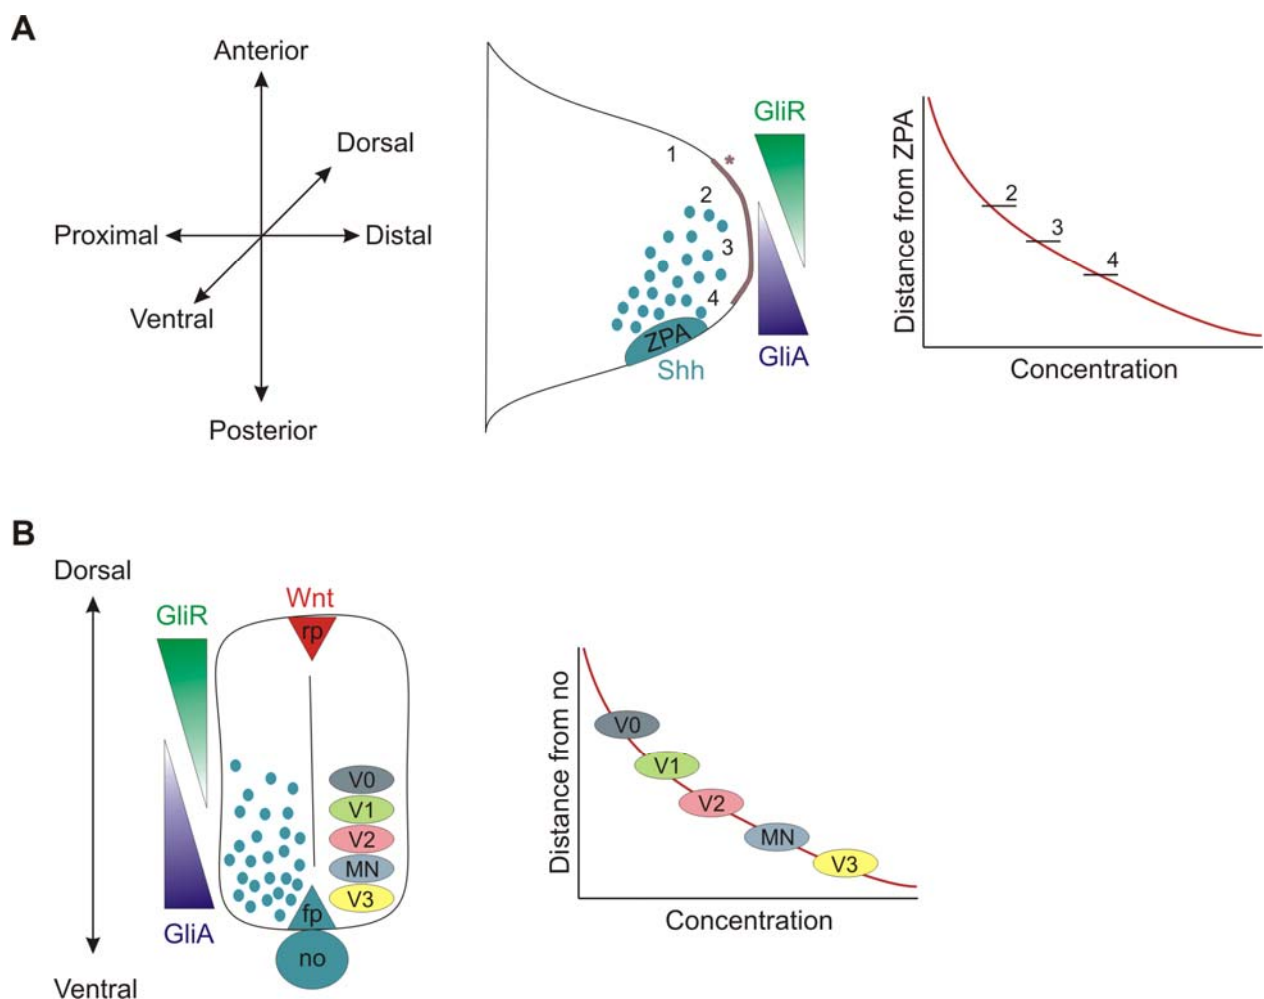 A
Anterior
Dorsal
Proximal
Distal
Ventral
Posterior
1
2
3
4
*
ZPA
Shh
GliR
GliA
Distance from ZPA
2
3
4
Concentration
B
Dorsal
Ventral
GliR
GliA
Wnt
rp
V0
V1
V2
MN
V3
fp
no
Distance from no
V0
V1
V2
MN
V3
Concentration